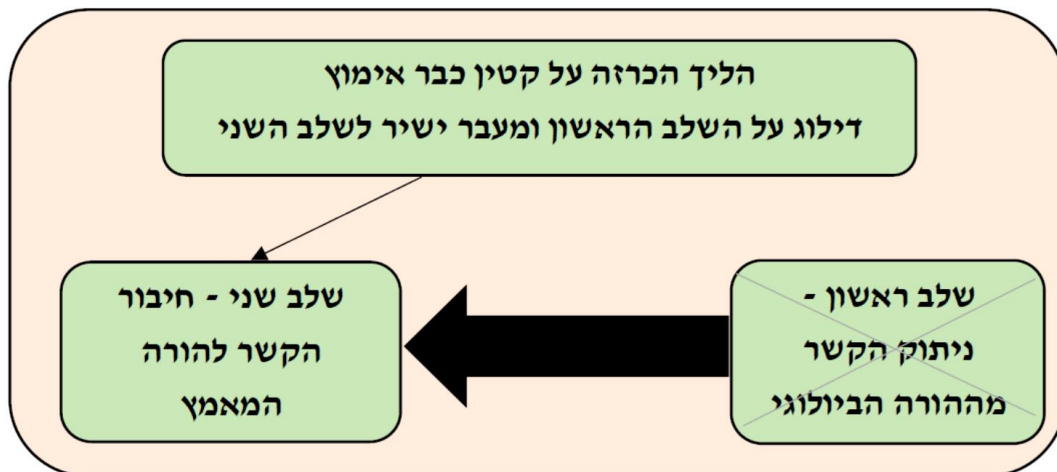 הליך הכרזה על קטין כבר אימוץ
דילוג על השלב הראשון ומעבר ישיר לשלב השני
שלב ראשון -
ניתוק הקשר
מההורה הביולוגי
שלב שני - חיבור
הקשר להורה
המאמץ